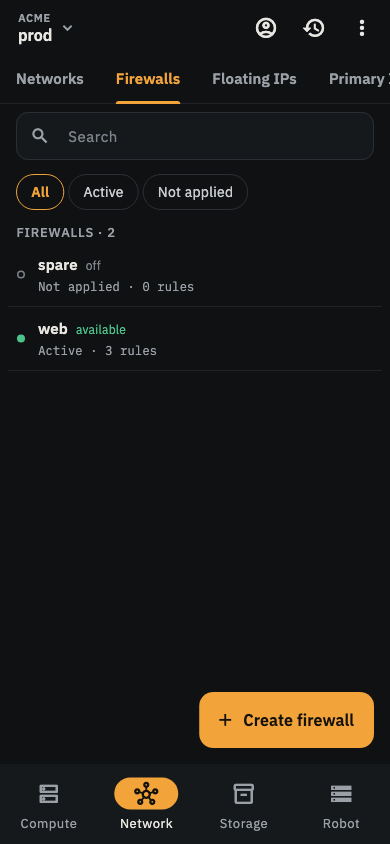 ACME
prod
Networks Firewalls Floating IPs Primary
Search
All Active Not applied
FIREWALLS · 2
spare off
Not applied · 0 rules
web available
Active · 3 rules
+ Create firewall
Compute Network Storage Robot